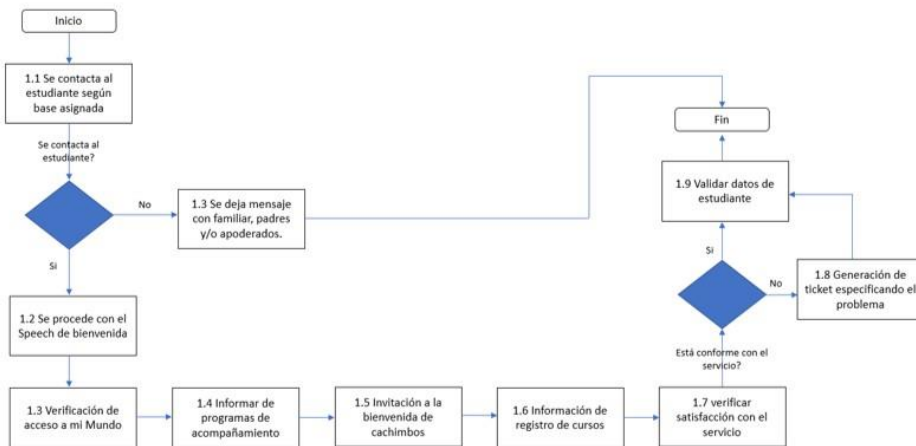 Inicio
1.1 Se contacta al
estudiante según
base asignada
Se contacta al
estudiante?
No
1.3 Se deja mensaje
con familiar, padres
y/o apoderados.
Si
1.2 Se procede con el
Speech de bienvenida
1.3 Verificación de
acceso a mi Mundo
1.4 Informar de
programas de
acompañamiento
1.5 Invitación a la
bienvenida de
cachimbos
1.6 Información de
registro de cursos
1.7 verificar
satisfacción con el
servicio
Está conforme con el
servicio?
No
1.8 Generación de
ticket especificando el
problema
Si
1.9 Validar datos de
estudiante
Fin